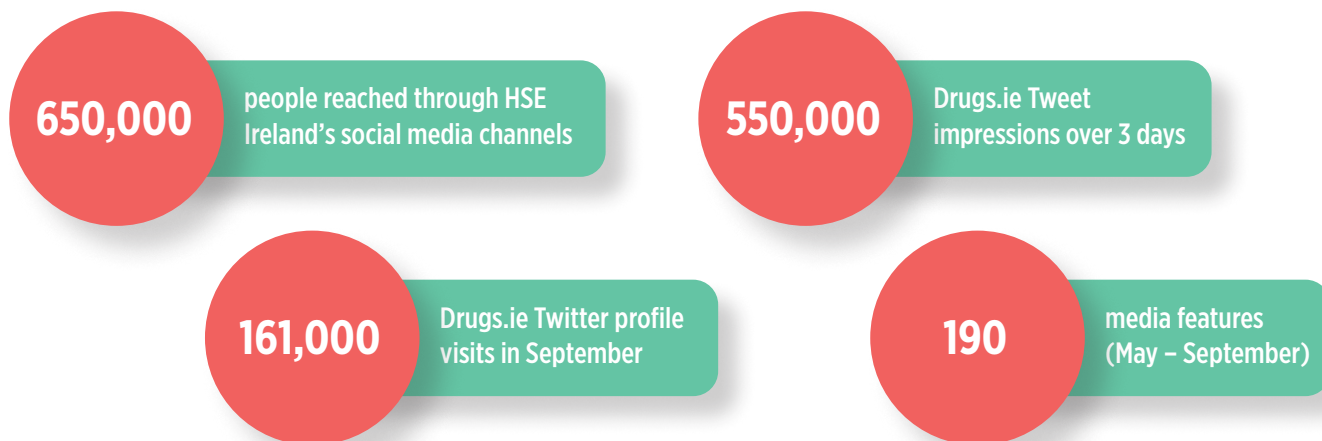 650,000
people reached through HSE
Ireland's social media channels
550,000
Drugs.ie Tweet
impressions over 3 days
161,000
Drugs.ie Twitter profile
visits in September
190
media features
(May – September)